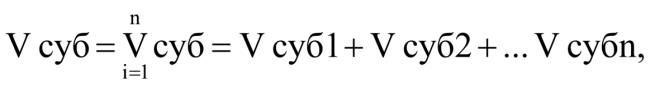 n
V суб = V суб = V суб1 + V суб2 + ... V субn,
i=1